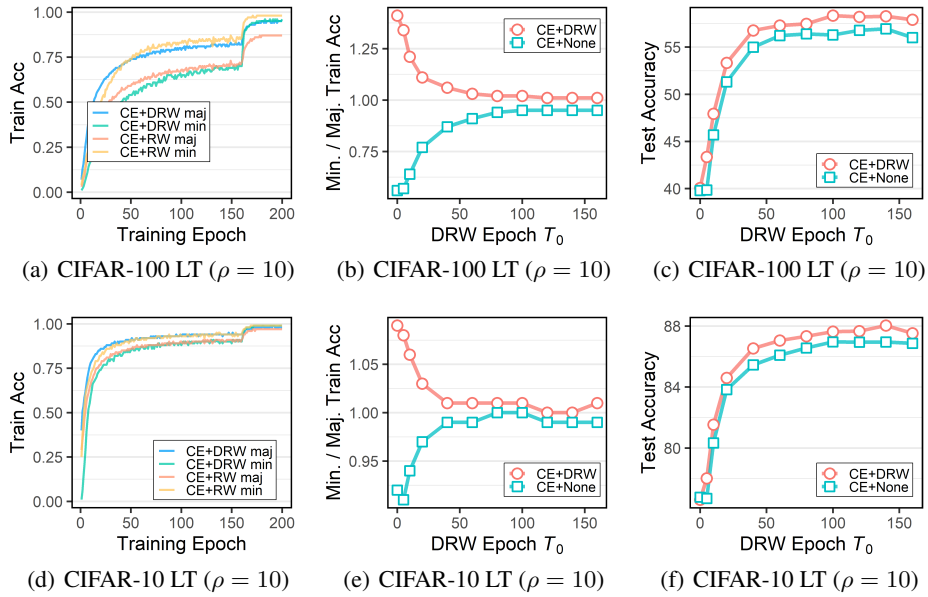 Train Acc
1.00
0.75
0.50
0.25
0.00
CE+DRW maj
CE+DRW min
CE+RW maj
CE+RW min
0 50 100 150 200
Training Epoch
(a) CIFAR-100 LT (ρ = 10)
Min. / Maj. Train Acc
1.25
1.00
0.75
CE+DRW
CE+None
0 50 100 150
DRW Epoch T0
(b) CIFAR-100 LT (ρ = 10)
Test Accuracy
55
50
45
40
CE+DRW
CE+None
0 50 100 150
DRW Epoch T0
(c) CIFAR-100 LT (ρ = 10)
Train Acc
1.00
0.75
0.50
0.25
0.00
CE+DRW maj
CE+DRW min
CE+RW maj
CE+RW min
0 50 100 150 200
Training Epoch
(d) CIFAR-10 LT (ρ = 10)
Min. / Maj. Train Acc
1.05
1.00
0.95
CE+DRW
CE+None
0 50 100 150
DRW Epoch T0
(e) CIFAR-10 LT (ρ = 10)
Test Accuracy
88
84
80
CE+DRW
CE+None
0 50 100 150
DRW Epoch T0
(f) CIFAR-10 LT (ρ = 10)